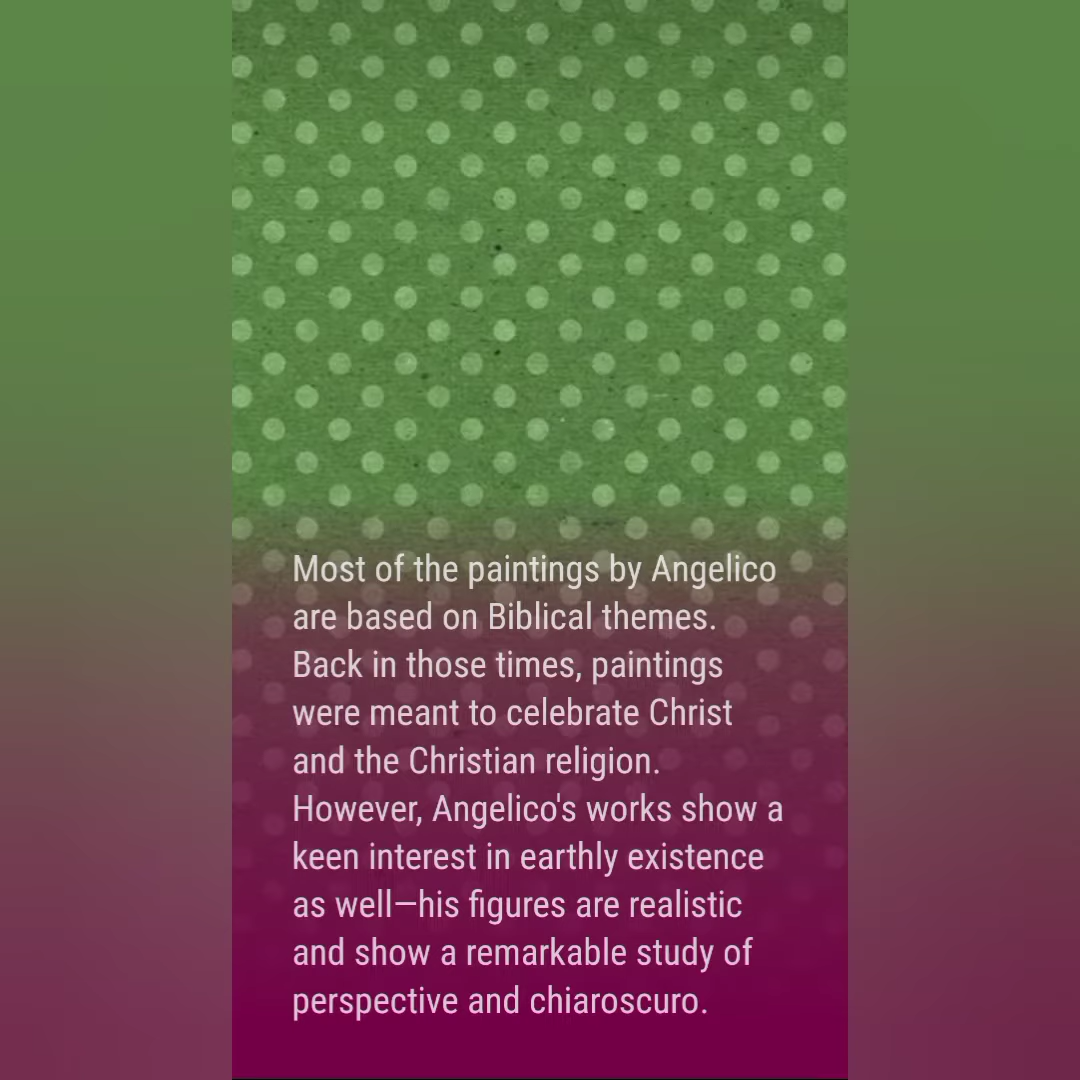 Most of the paintings by Angelico
are based on Biblical themes.
Back in those times, paintings
were meant to celebrate Christ
and the Christian religion.
However, Angelico's works show a
keen interest in earthly existence
as well—his figures are realistic
and show a remarkable study of
perspective and chiaroscuro.